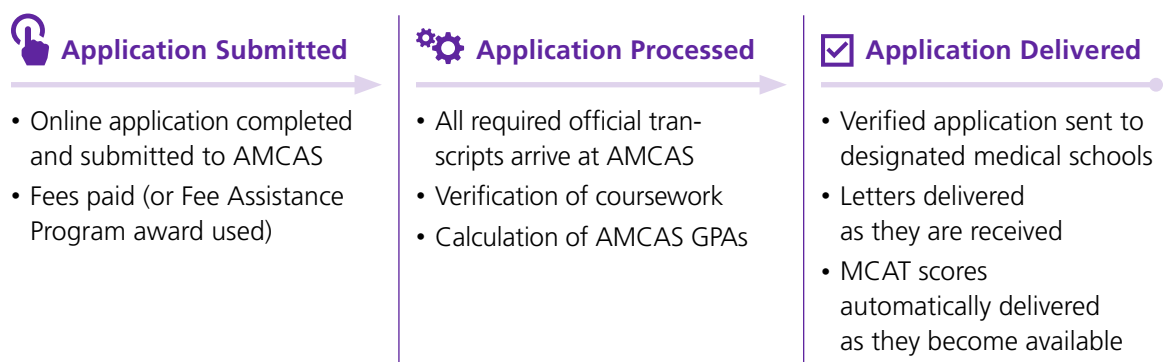 Application Submitted
• Online application completed
and submitted to AMCAS
• Fees paid (or Fee Assistance
Program award used)
Application Processed
• All required official tran-
scripts arrive at AMCAS
• Verification of coursework
• Calculation of AMCAS GPAs
Application Delivered
• Verified application sent to
designated medical schools
• Letters delivered
as they are received
• MCAT scores
automatically delivered
as they become available